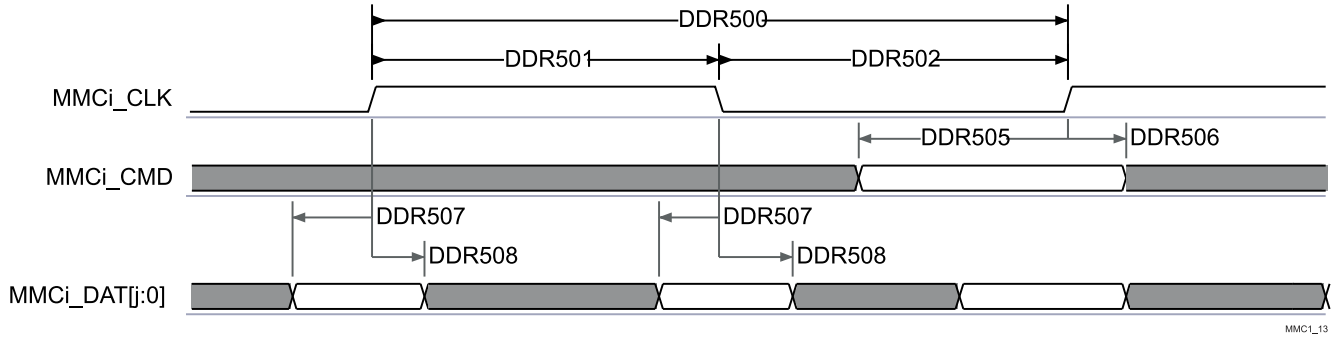 DDR500
DDR501 DDR502
MMCi_CLK
DDR505 DDR506
MMCi_CMD
DDR507 DDR507
DDR508 DDR508
MMCi_DAT[j:0]
MMC1_13